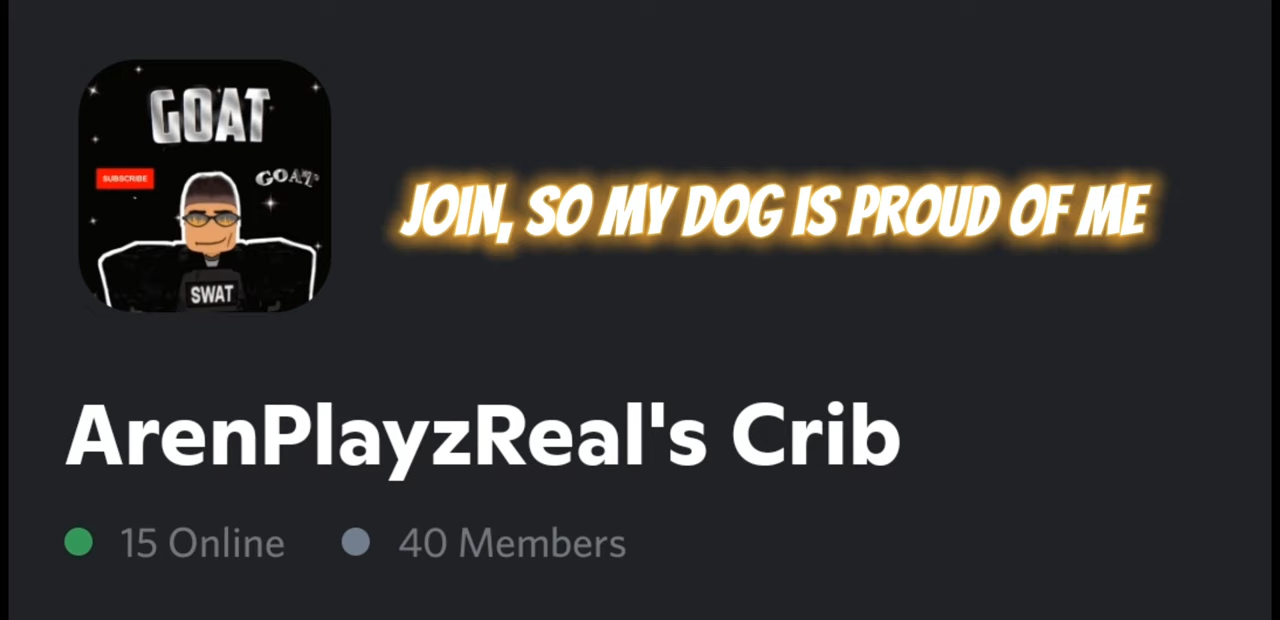 GOAT
SUBSCRIBE
GOAT
SWAT
JOIN, SO MY DOG IS PROUD OF ME
ArenPlayzReal's Crib
15 Online 40 Members